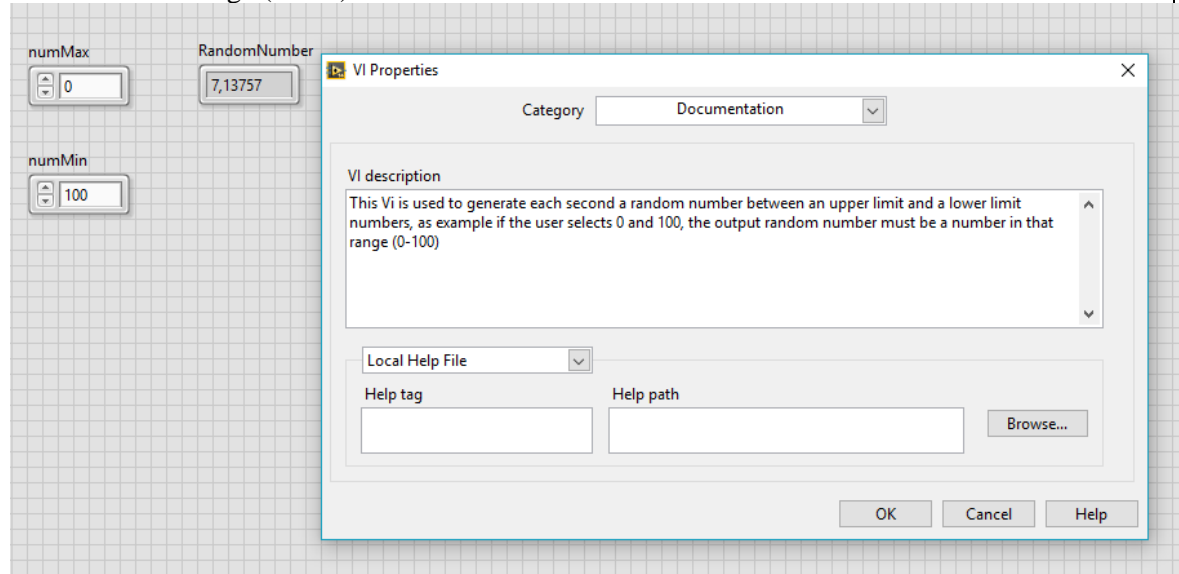 numMax
RandomNumber
0
7,13757
numMin
100
VI Properties
Category
Documentation
VI description
This Vi is used to generate each second a random number between an upper limit and a lower limit
numbers, as example if the user selects 0 and 100, the output random number must be a number in that
range (0-100)
Local Help File
Help tag
Help path
Browse...
OK
Cancel
Help